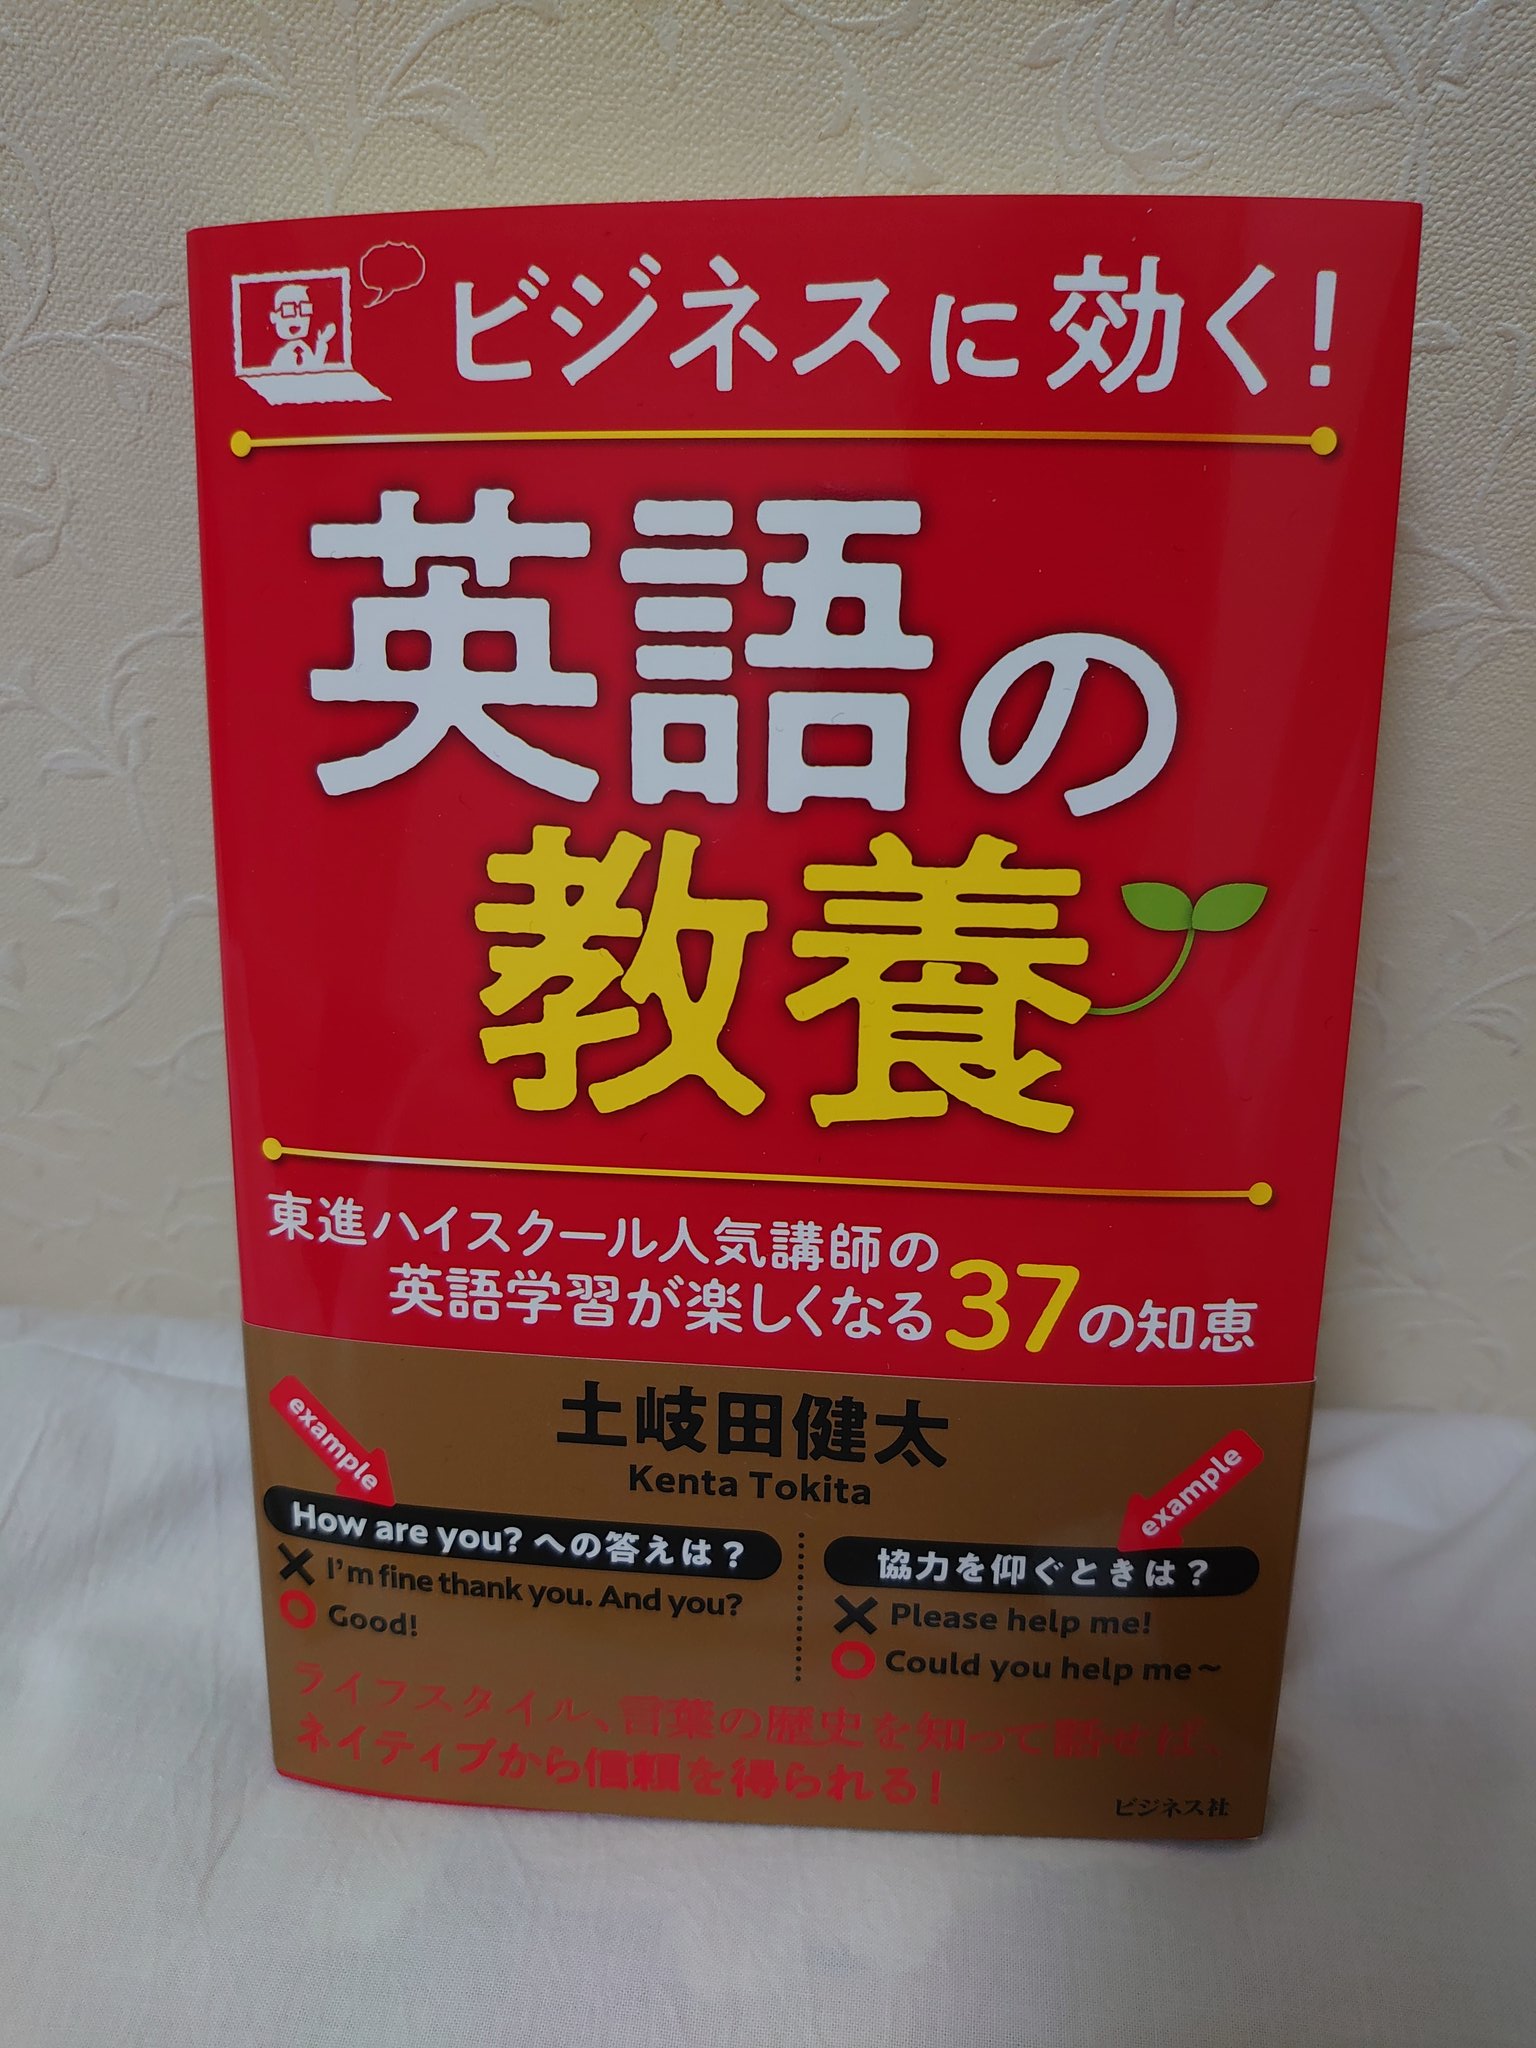 ビジネスに効く!
英語の
教養
東進ハイスクール人気講師の
英語学習が楽しくなる37の知恵
土岐田健太
Kenta Tokita
example
How are you? への答えは?
× I'm fine thank you. And you?
○ Good!
example
協力を仰ぐときは?
× Please help me!
○ Could you help me～
ライフスタイル、言葉の歴史を知って話せば、
ネイティブから信頼を得られる!
ビジネス社